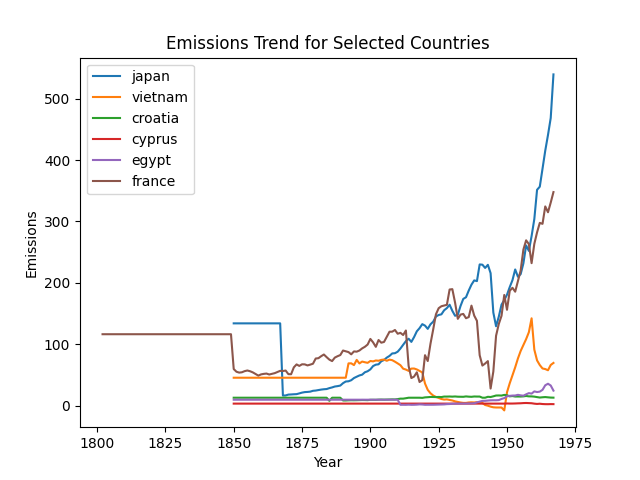 Emissions Trend for Selected Countries
japan
vietnam
croatia
cyprus
egypt
france
Emissions
500
400
300
200
100
0
1800 1825 1850 1875 1900 1925 1950 1975
Year